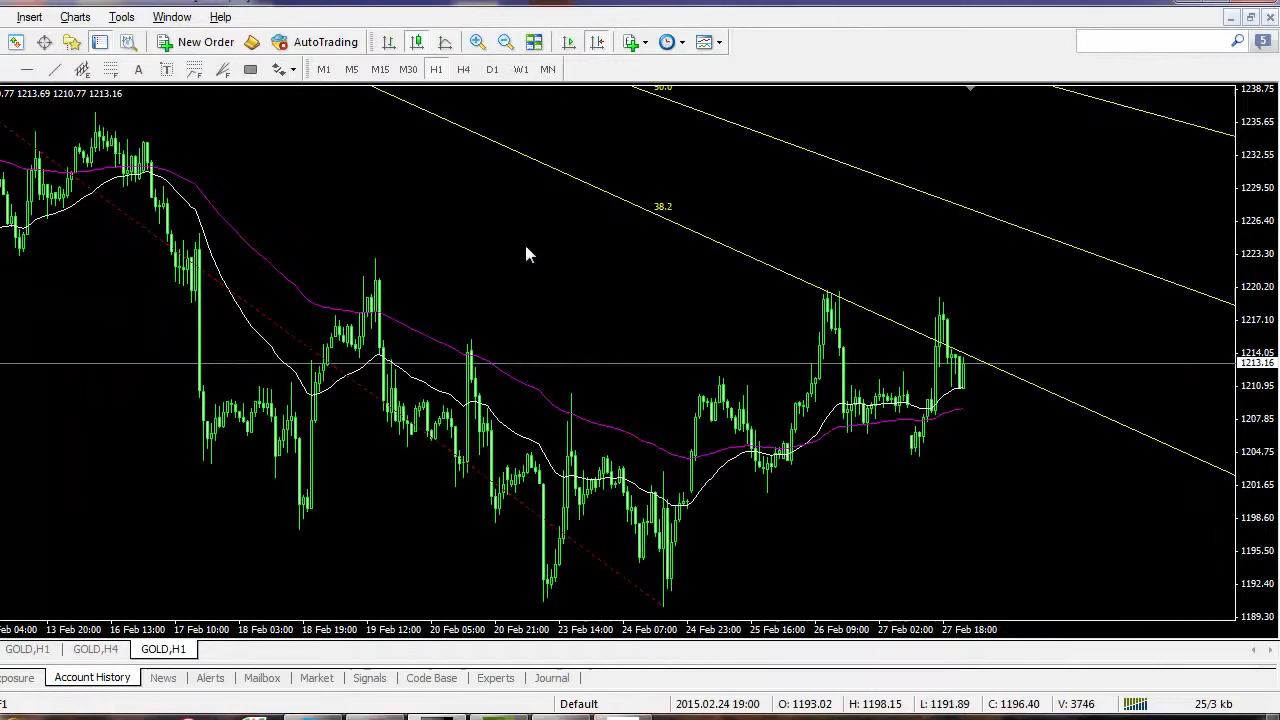 Insert Charts Tools Window Help
New Order AutoTrading 5
A T M1 M5 M15 M30 H1 H4 D1 W1 MN
.77 1213.69 1210.77 1213.16
38.2
1238.75
1235.65
1232.55
1229.50
1226.40
1223.30
1220.20
1217.10
1214.05
1213.16
1210.95
1207.85
1204.75
1201.65
1198.60
1195.50
1192.40
1189.30
Feb 04:00 13 Feb 20:00 16 Feb 13:00 17 Feb 10:00 18 Feb 03:00 18 Feb 19:00 19 Feb 12:00 20 Feb 05:00 20 Feb 21:00 23 Feb 14:00 24 Feb 07:00 24 Feb 23:00 25 Feb 16:00 26 Feb 09:00 27 Feb 02:00 27 Feb 18:00
GOLD,H1 GOLD,H4 GOLD,H1
xposure Account History News Alerts Mailbox Market Signals Code Base Experts Journal
F1 Default 2015.02.24 19:00 O: 1193.02 H: 1198.15 L: 1191.89 C: 1196.40 V: 3746 25/3 kb